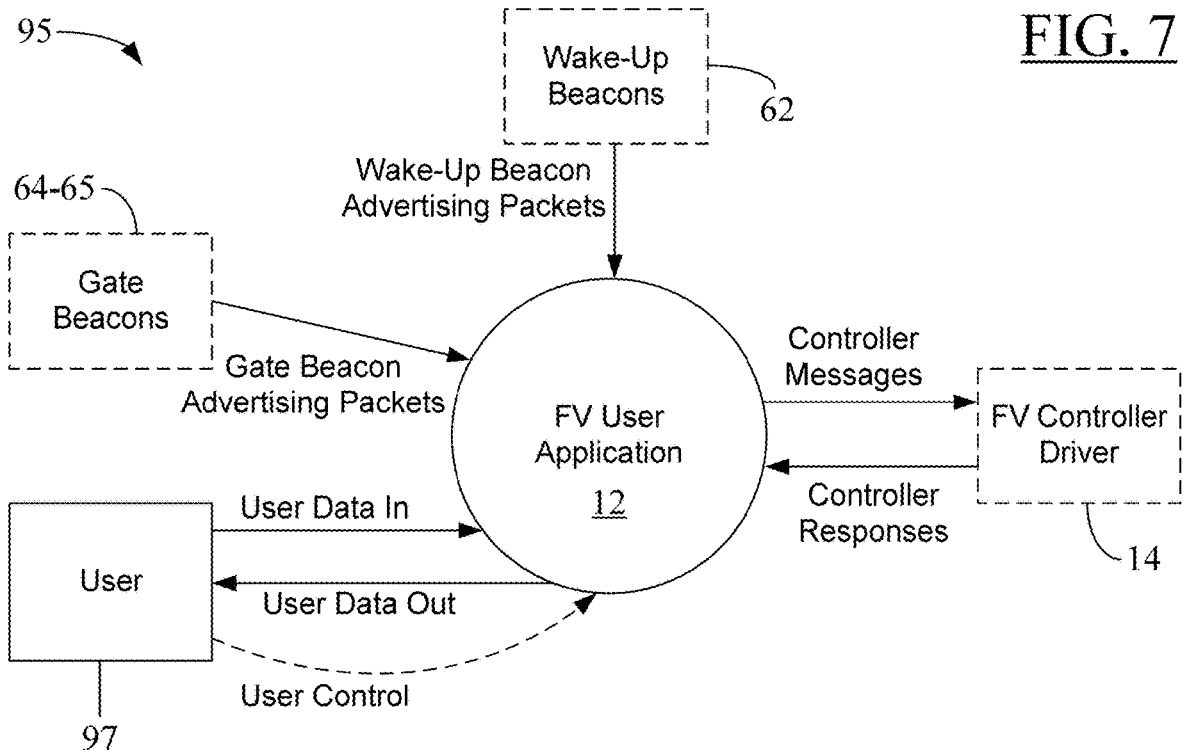 95
FIG. 7
Wake-Up
Beacons
62
Wake-Up Beacon
Advertising Packets
64-65
Gate
Beacons
Gate Beacon
Advertising Packets
FV User
Application
12
Controller
Messages
FV Controller
Driver
Controller
Responses
14
User Data In
User
User Data Out
User Control
97